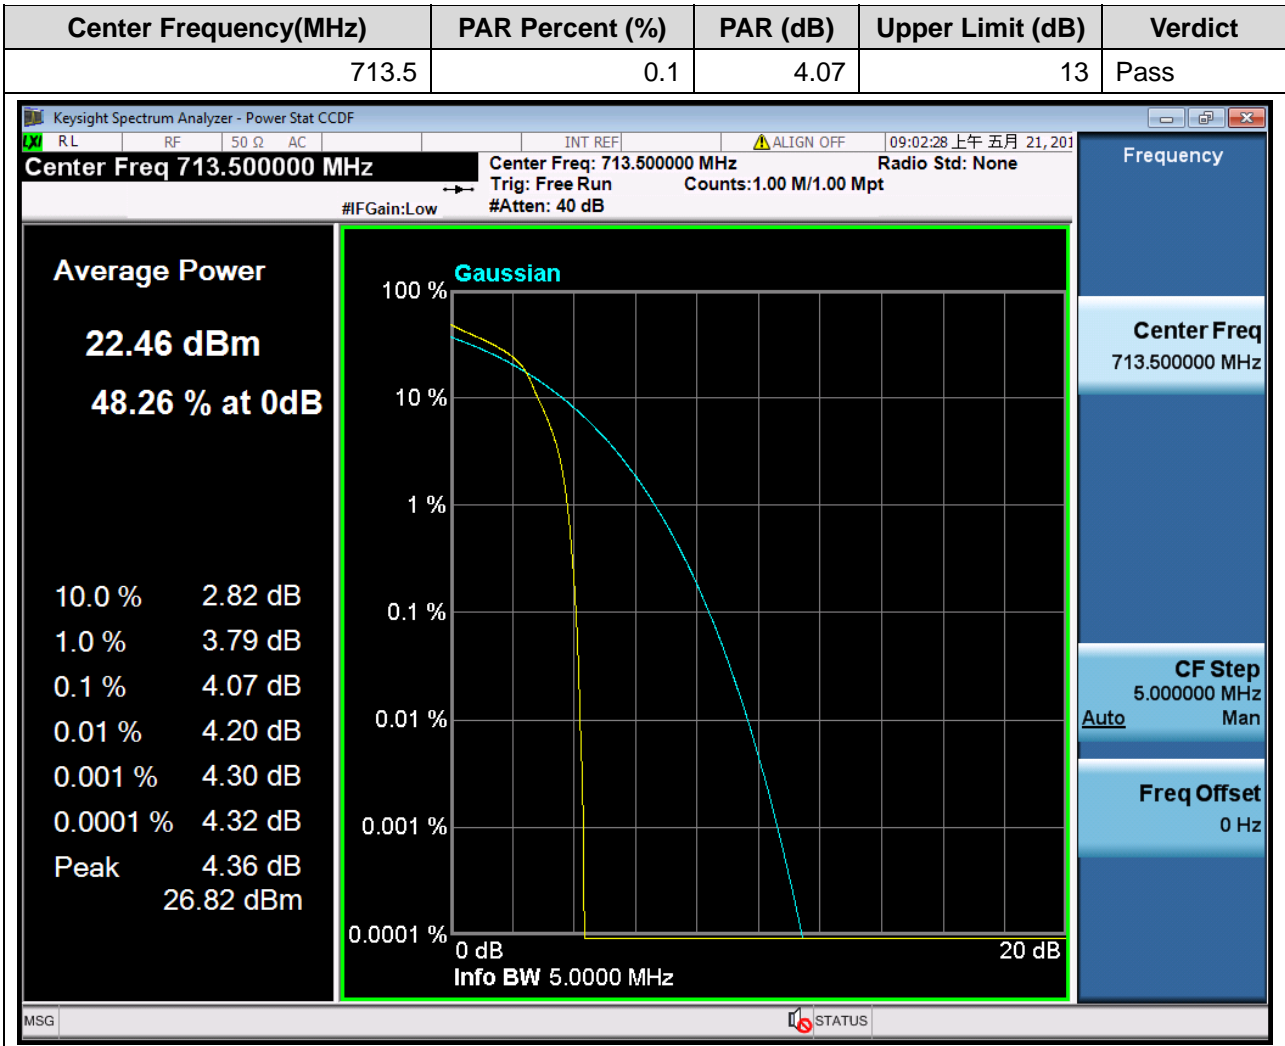 Center Frequency(MHz) PAR Percent (%) PAR (dB) Upper Limit (dB) Verdict
713.5 0.1 4.07 13 Pass
Keysight Spectrum Analyzer - Power Stat CCDF
LXI RL RF 50 Ω AC INT REF ALIGN OFF 09:02:28 上午 五月 21, 201
Center Freq 713.500000 MHz
Center Freq: 713.500000 MHz Radio Std: None
Trig: Free Run Counts:1.00 M/1.00 Mpt
#IFGain:Low #Atten: 40 dB
Average Power
22.46 dBm
48.26 % at 0dB
10.0 % 2.82 dB
1.0 % 3.79 dB
0.1 % 4.07 dB
0.01 % 4.20 dB
0.001 % 4.30 dB
0.0001 % 4.32 dB
Peak 4.36 dB
26.82 dBm
Gaussian
100 %
10 %
1 %
0.1 %
0.01 %
0.001 %
0.0001 %
0 dB 20 dB
Info BW 5.0000 MHz
Frequency
Center Freq
713.500000 MHz
CF Step
5.000000 MHz
Auto Man
Freq Offset
0 Hz
MSG STATUS